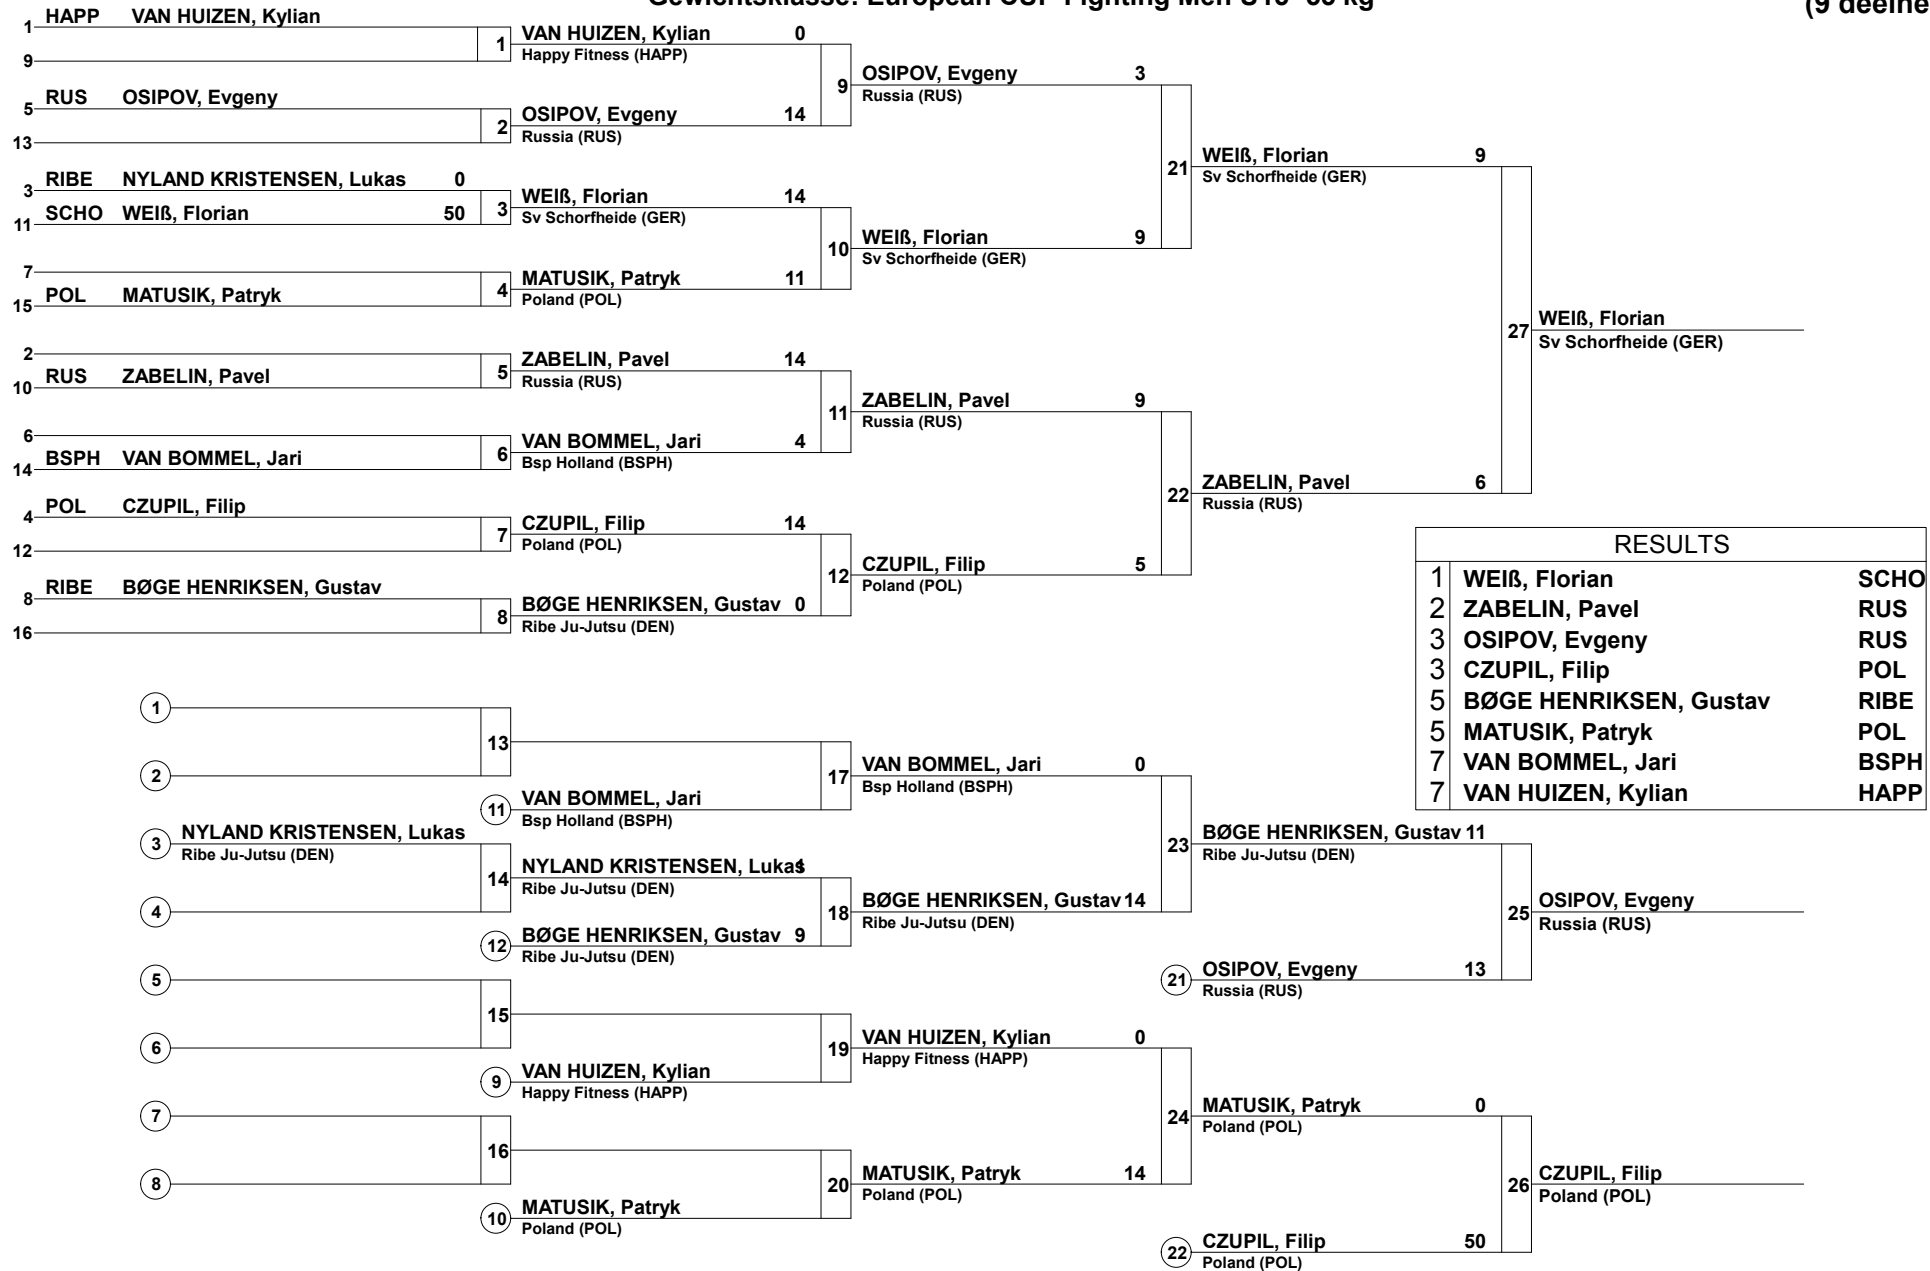 1 HAPP VAN HUIZEN, Kylian
9
1 VAN HUIZEN, Kylian 0
Happy Fitness (HAPP)
5 RUS OSIPOV, Evgeny
13
2 OSIPOV, Evgeny 14
Russia (RUS)
9 OSIPOV, Evgeny 3
Russia (RUS)
3 RIBE NYLAND KRISTENSEN, Lukas 0
11 SCHO WEIß, Florian 50
3 WEIß, Florian 14
Sv Schorfheide (GER)
7
15 POL MATUSIK, Patryk
4 MATUSIK, Patryk 11
Poland (POL)
10 WEIß, Florian 9
Sv Schorfheide (GER)
21 WEIß, Florian 9
Sv Schorfheide (GER)
2
10 RUS ZABELIN, Pavel
5 ZABELIN, Pavel 14
Russia (RUS)
6
14 BSPH VAN BOMMEL, Jari
6 VAN BOMMEL, Jari 4
Bsp Holland (BSPH)
11 ZABELIN, Pavel 9
Russia (RUS)
4 POL CZUPIL, Filip
12
7 CZUPIL, Filip 14
Poland (POL)
8 RIBE BØGE HENRIKSEN, Gustav
16
8 BØGE HENRIKSEN, Gustav 0
Ribe Ju-Jutsu (DEN)
12 CZUPIL, Filip 5
Poland (POL)
22 ZABELIN, Pavel 6
Russia (RUS)
27 WEIß, Florian
Sv Schorfheide (GER)
RESULTS
1 WEIß, Florian SCHO
2 ZABELIN, Pavel RUS
3 OSIPOV, Evgeny RUS
3 CZUPIL, Filip POL
5 BØGE HENRIKSEN, Gustav RIBE
5 MATUSIK, Patryk POL
7 VAN BOMMEL, Jari BSPH
7 VAN HUIZEN, Kylian HAPP
1
2
13
11 VAN BOMMEL, Jari
Bsp Holland (BSPH)
17 VAN BOMMEL, Jari 0
Bsp Holland (BSPH)
3 NYLAND KRISTENSEN, Lukas
Ribe Ju-Jutsu (DEN)
4
14 NYLAND KRISTENSEN, Lukas
Ribe Ju-Jutsu (DEN)
12 BØGE HENRIKSEN, Gustav 9
Ribe Ju-Jutsu (DEN)
18 BØGE HENRIKSEN, Gustav 14
Ribe Ju-Jutsu (DEN)
23 BØGE HENRIKSEN, Gustav 11
Ribe Ju-Jutsu (DEN)
21 OSIPOV, Evgeny 13
Russia (RUS)
25 OSIPOV, Evgeny
Russia (RUS)
5
6
15
9 VAN HUIZEN, Kylian
Happy Fitness (HAPP)
19 VAN HUIZEN, Kylian 0
Happy Fitness (HAPP)
7
8
16
10 MATUSIK, Patryk
Poland (POL)
20 MATUSIK, Patryk 14
Poland (POL)
24 MATUSIK, Patryk 0
Poland (POL)
22 CZUPIL, Filip 50
Poland (POL)
26 CZUPIL, Filip
Poland (POL)